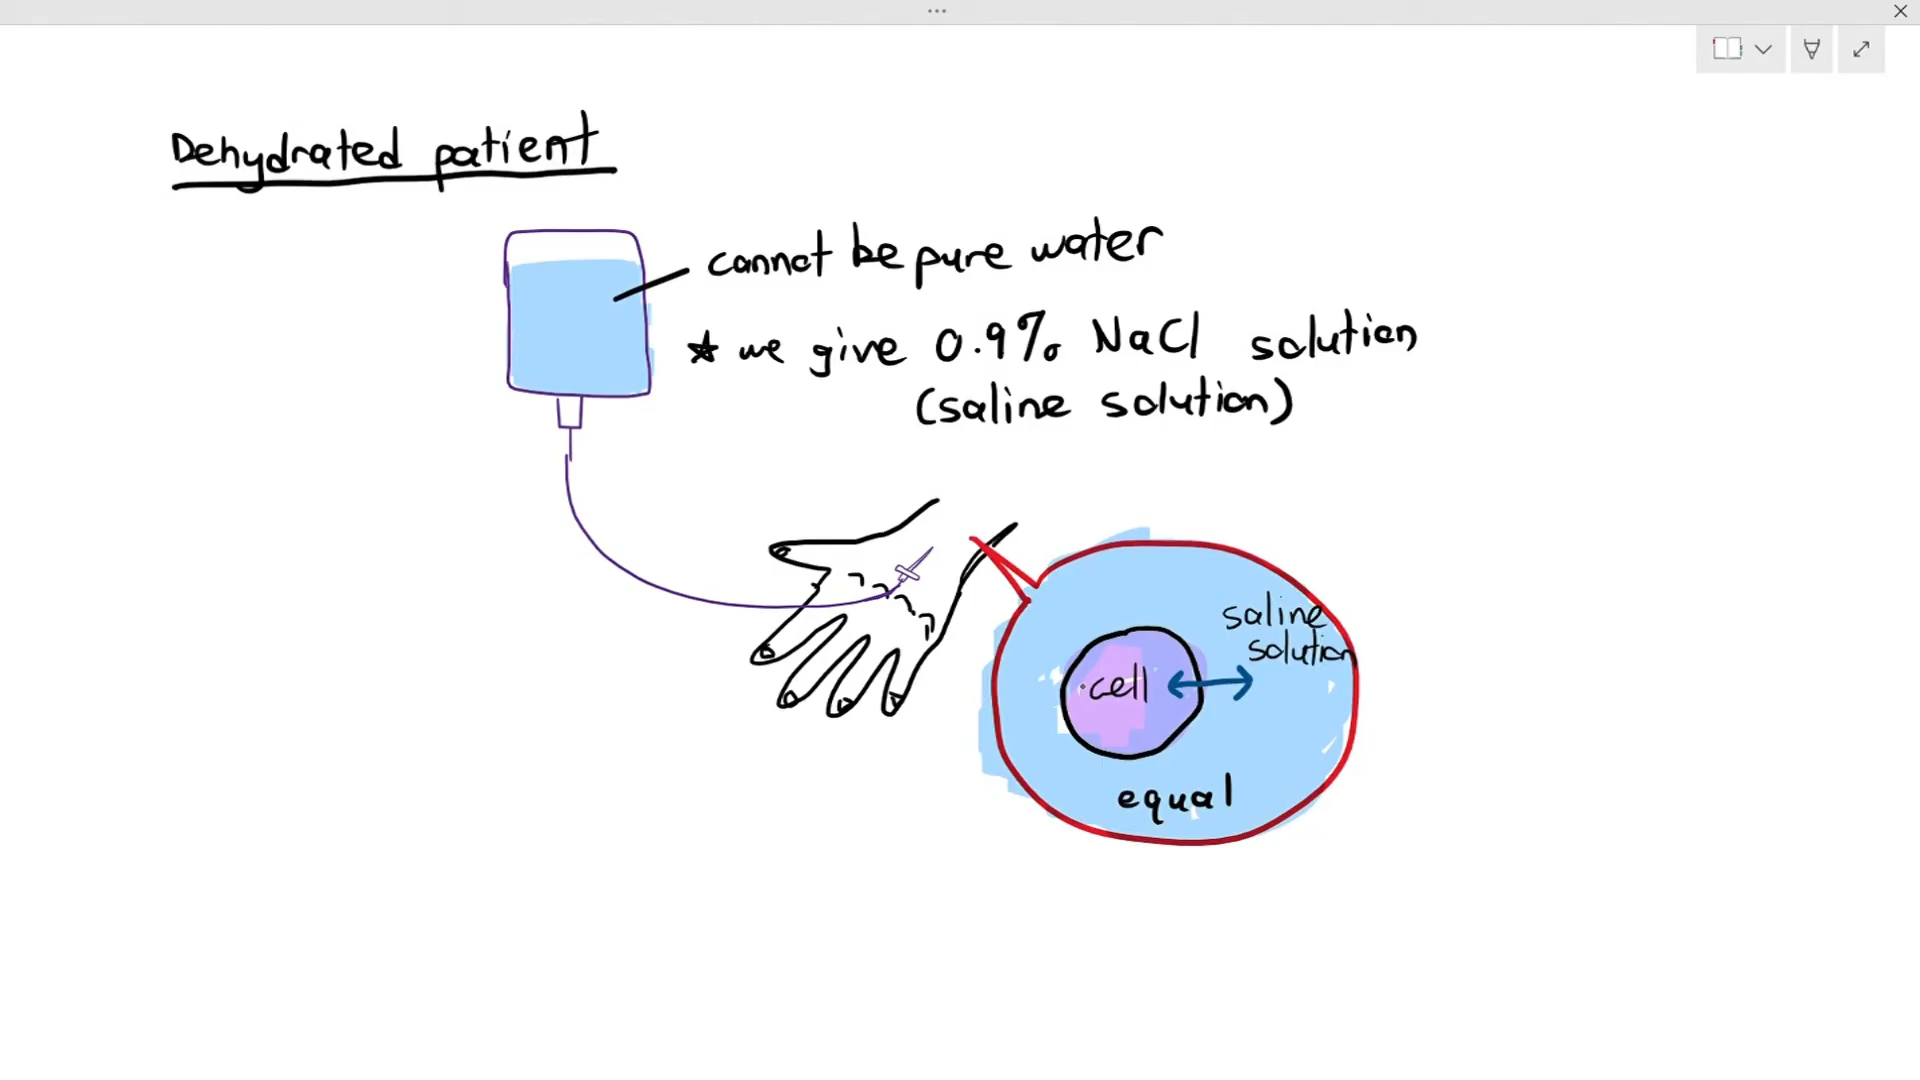 Dehydrated patient
cannot be pure water
★ we give 0.9% NaCl solution
(saline solution)
saline
solution
cell
equal